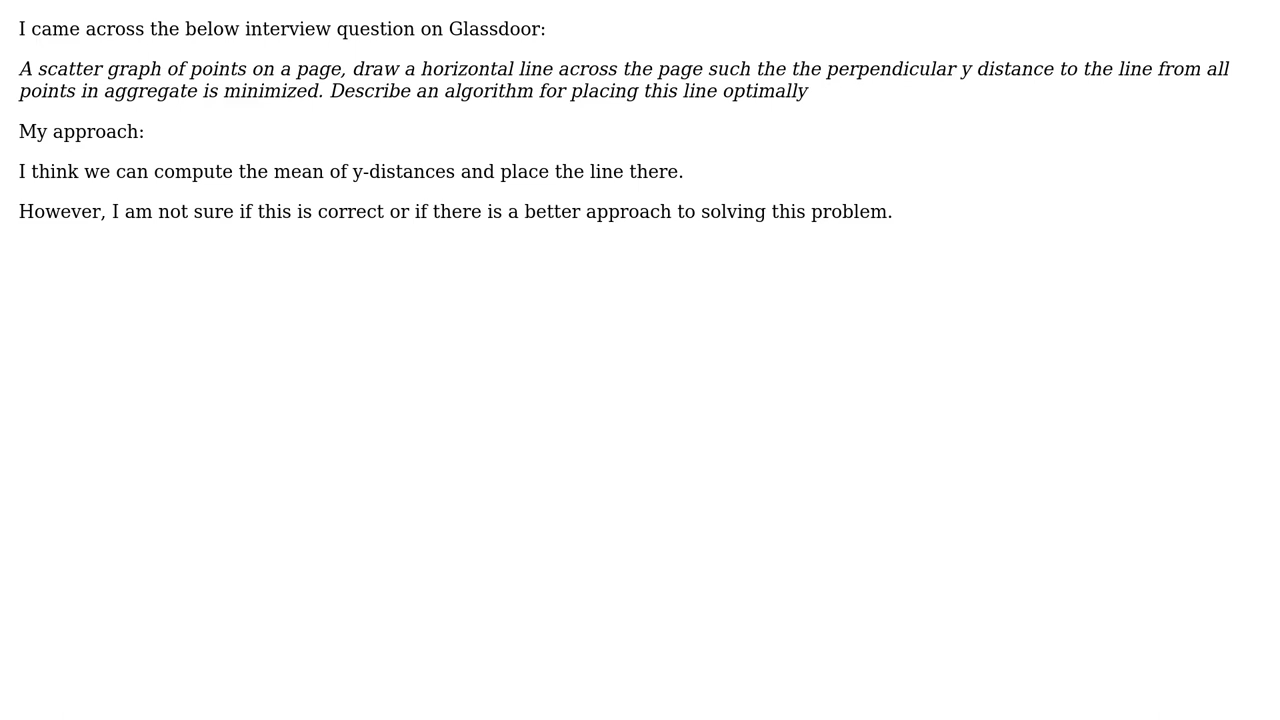 I came across the below interview question on Glassdoor:
A scatter graph of points on a page, draw a horizontal line across the page such the the perpendicular y distance to the line from all
points in aggregate is minimized. Describe an algorithm for placing this line optimally
My approach:
I think we can compute the mean of y-distances and place the line there.
However, I am not sure if this is correct or if there is a better approach to solving this problem.